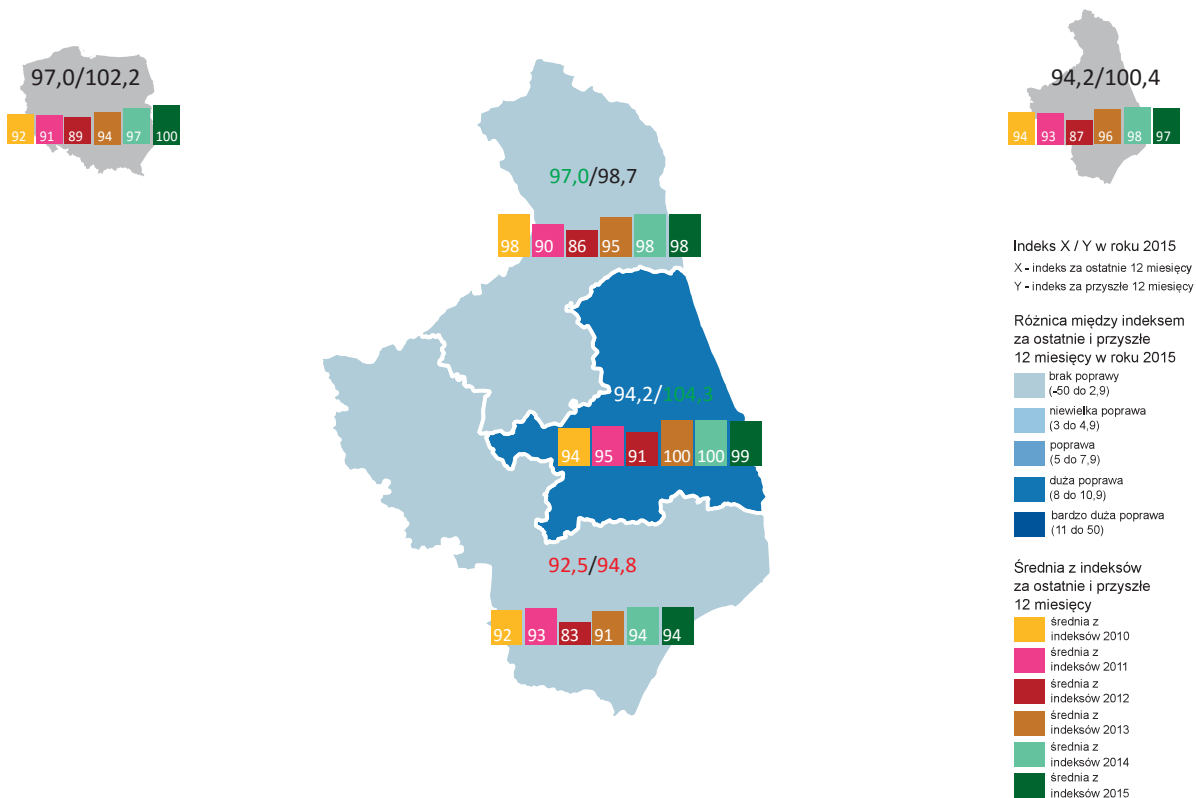 97,0/102,2
92 91 89 94 97 100
94,2/100,4
94 93 87 96 98 97
97,0/98,7
98 90 86 95 98 98
94,2/104,3
94 95 91 100 100 99
92,5/94,8
92 93 83 91 94 94
Indeks X / Y w roku 2015
X - indeks za ostatnie 12 miesięcy
Y - indeks za przyszłe 12 miesięcy
Różnica między indeksem
za ostatnie i przyszłe
12 miesięcy w roku 2015
brak poprawy
(-50 do 2,9)
niewielka poprawa
(3 do 4,9)
poprawa
(5 do 7,9)
duża poprawa
(8 do 10,9)
bardzo duża poprawa
(11 do 50)
Średnia z indeksów
za ostatnie i przyszłe
12 miesięcy
średnia z
indeksów 2010
średnia z
indeksów 2011
średnia z
indeksów 2012
średnia z
indeksów 2013
średnia z
indeksów 2014
średnia z
indeksów 2015